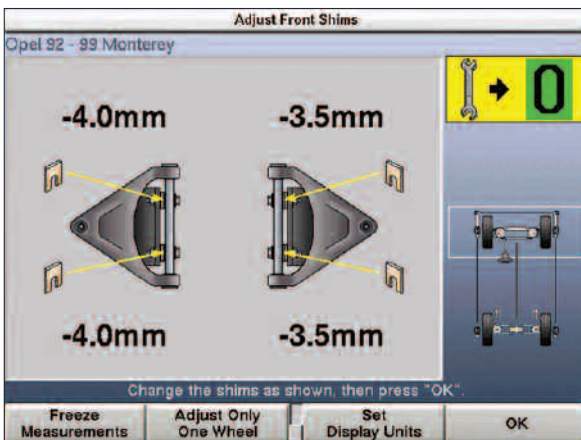 Adjust Front Shims
Opel 92 - 99 Monterey
-4.0mm -3.5mm
0
-4.0mm -3.5mm
Change the shims as shown, then press "OK".
Freeze Measurements
Adjust Only One Wheel
Set Display Units
OK